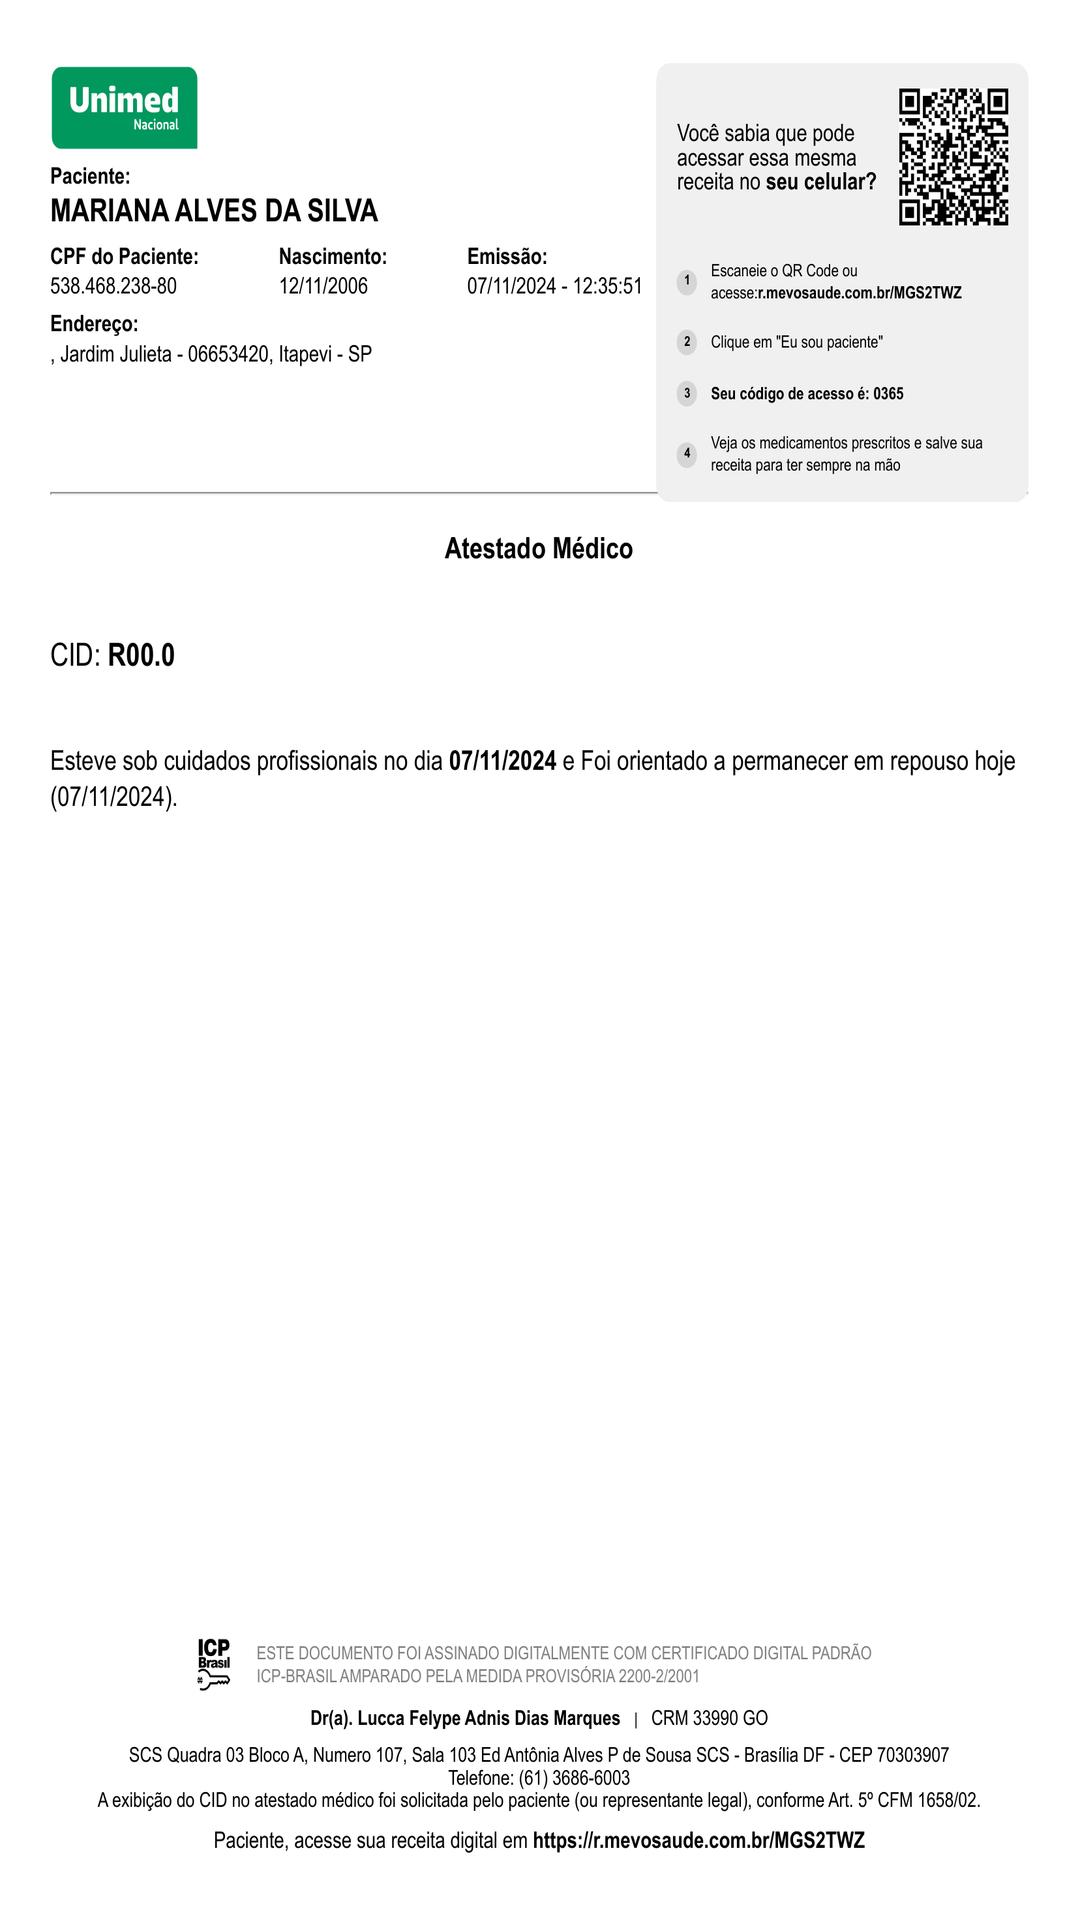 Unimed
Nacional
Paciente:
MARIANA ALVES DA SILVA
CPF do Paciente: Nascimento: Emissão:
538.468.238-80 12/11/2006 07/11/2024 - 12:35:51
Endereço:
, Jardim Julieta - 06653420, Itapevi - SP
Você sabia que pode
acessar essa mesma
receita no seu celular?
1 Escaneie o QR Code ou
acesse:r.mevosaude.com.br/MGS2TWZ
2 Clique em "Eu sou paciente"
3 Seu código de acesso é: 0365
4 Veja os medicamentos prescritos e salve sua
receita para ter sempre na mão
Atestado Médico
CID: R00.0
Esteve sob cuidados profissionais no dia 07/11/2024 e Foi orientado a permanecer em repouso hoje
(07/11/2024).
ICP
Brasil
ESTE DOCUMENTO FOI ASSINADO DIGITALMENTE COM CERTIFICADO DIGITAL PADRÃO
ICP-BRASIL AMPARADO PELA MEDIDA PROVISÓRIA 2200-2/2001
Dr(a). Lucca Felype Adnis Dias Marques | CRM 33990 GO
SCS Quadra 03 Bloco A, Numero 107, Sala 103 Ed Antônia Alves P de Sousa SCS - Brasília DF - CEP 70303907
Telefone: (61) 3686-6003
A exibição do CID no atestado médico foi solicitada pelo paciente (ou representante legal), conforme Art. 5º CFM 1658/02.
Paciente, acesse sua receita digital em https://r.mevosaude.com.br/MGS2TWZ